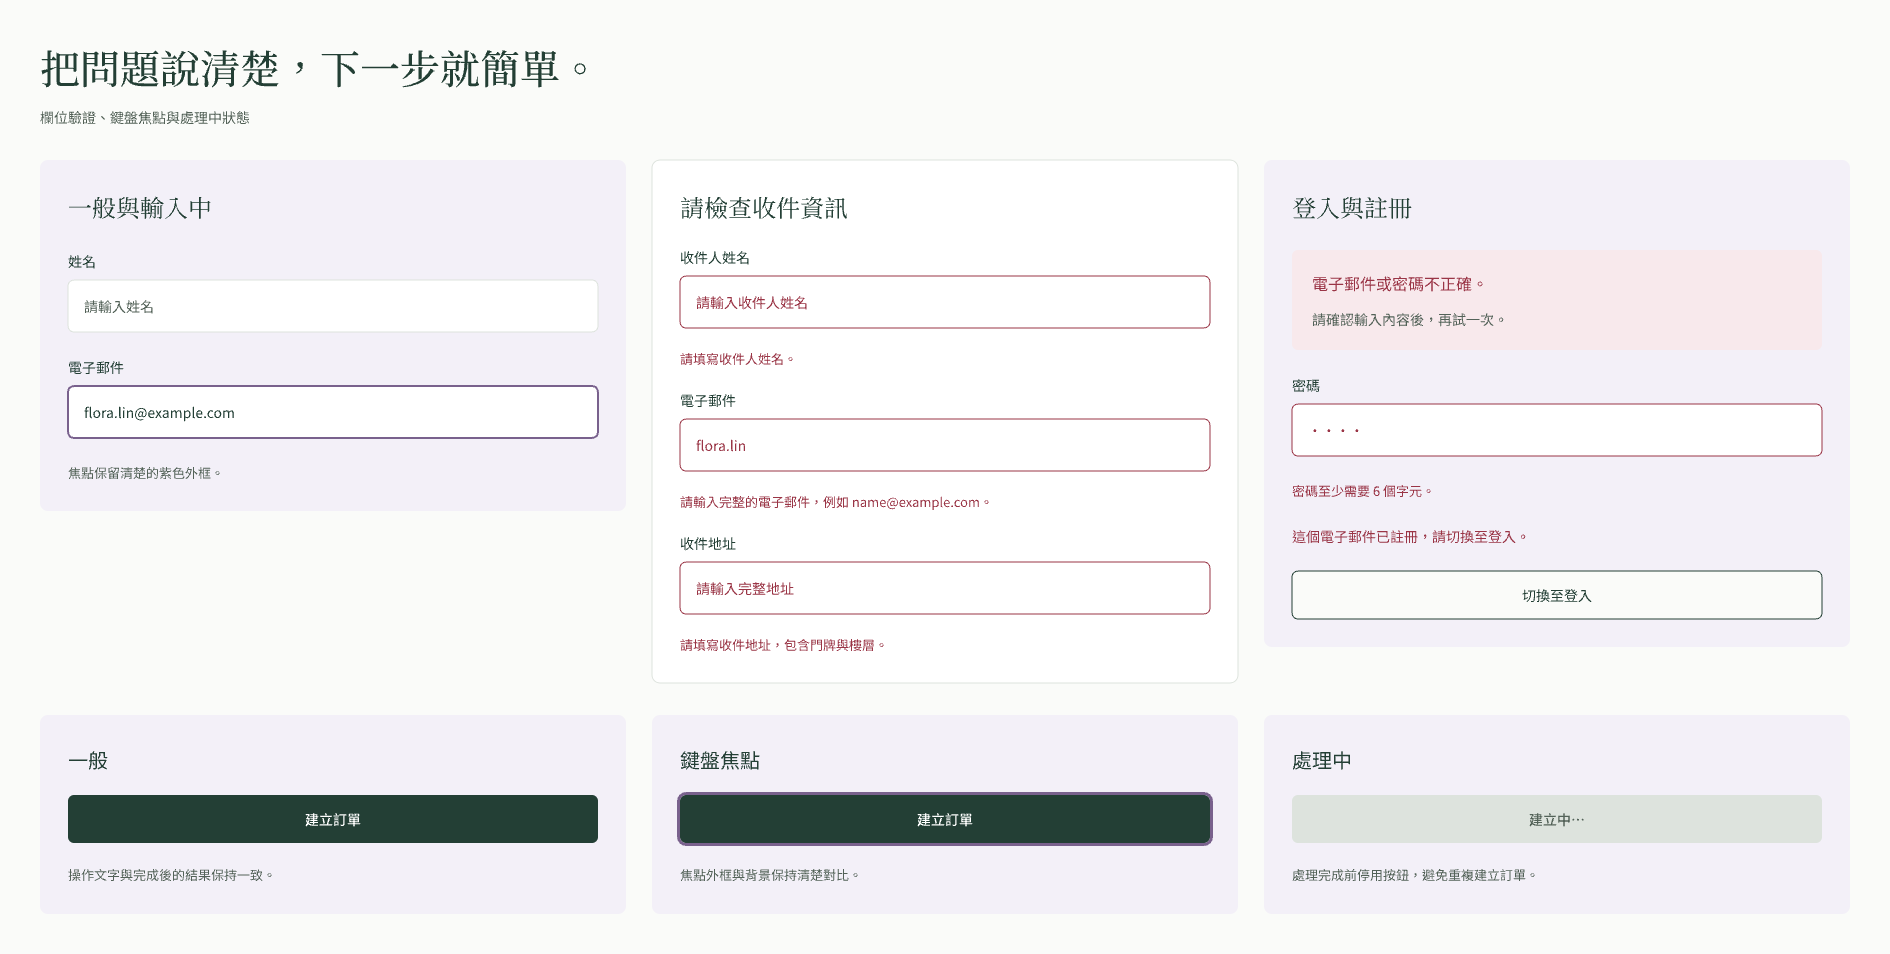 把問題說清楚，下一步就簡單。
欄位驗證、鍵盤焦點與處理中狀態
一般與輸入中
姓名
請輸入姓名
電子郵件
flora.lin@example.com
焦點保留清楚的紫色外框。
請檢查收件資訊
收件人姓名
請輸入收件人姓名
請填寫收件人姓名。
電子郵件
flora.lin
請輸入完整的電子郵件，例如 name@example.com。
收件地址
請輸入完整地址
請填寫收件地址，包含門牌與樓層。
登入與註冊
電子郵件或密碼不正確。
請確認輸入內容後，再試一次。
密碼
・・・・
密碼至少需要 6 個字元。
這個電子郵件已註冊，請切換至登入。
切換至登入
一般
建立訂單
操作文字與完成後的結果保持一致。
鍵盤焦點
建立訂單
焦點外框與背景保持清楚對比。
處理中
建立中…
處理完成前停用按鈕，避免重複建立訂單。